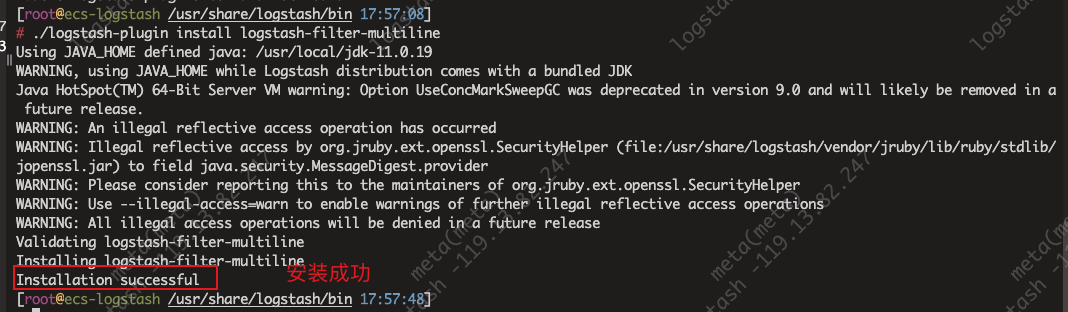 [root@ecs-logstash /usr/share/logstash/bin 17:57:08]
# ./logstash-plugin install logstash-filter-multiline
Using JAVA_HOME defined java: /usr/local/jdk-11.0.19
WARNING, using JAVA_HOME while Logstash distribution comes with a bundled JDK
Java HotSpot(TM) 64-Bit Server VM warning: Option UseConcMarkSweepGC was deprecated in version 9.0 and will likely be removed in a
future release.
WARNING: An illegal reflective access operation has occurred
WARNING: Illegal reflective access by org.jruby.ext.openssl.SecurityHelper (file:/usr/share/logstash/vendor/jruby/lib/ruby/stdlib/
jopenssl.jar) to field java.security.MessageDigest.provider
WARNING: Please consider reporting this to the maintainers of org.jruby.ext.openssl.SecurityHelper
WARNING: Use --illegal-access=warn to enable warnings of further illegal reflective access operations
WARNING: All illegal access operations will be denied in a future release
Validating logstash-filter-multiline
Installing logstash-filter-multiline
Installation successful 安装成功
[root@ecs-logstash /usr/share/logstash/bin 17:57:48]
7
3
logstash
logstash
meta(meta)
-119.13.82.247
meta(meta)
-119.13.82.247